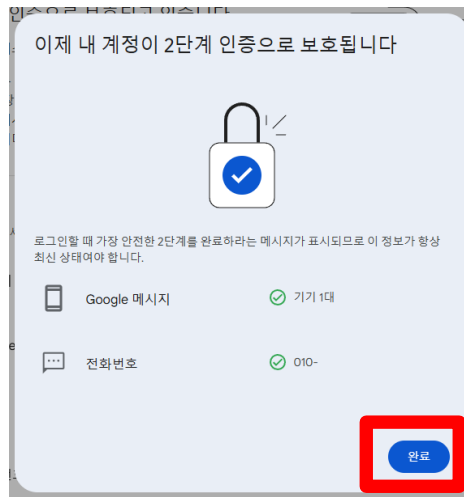 이제 내 계정이 2단계 인증으로 보호됩니다
로그인할 때 가장 안전한 2단계를 완료하라는 메시지가 표시되므로 이 정보가 항상
최신 상태여야 합니다.
Google 메시지
기기 1대
전화번호
010-
완료